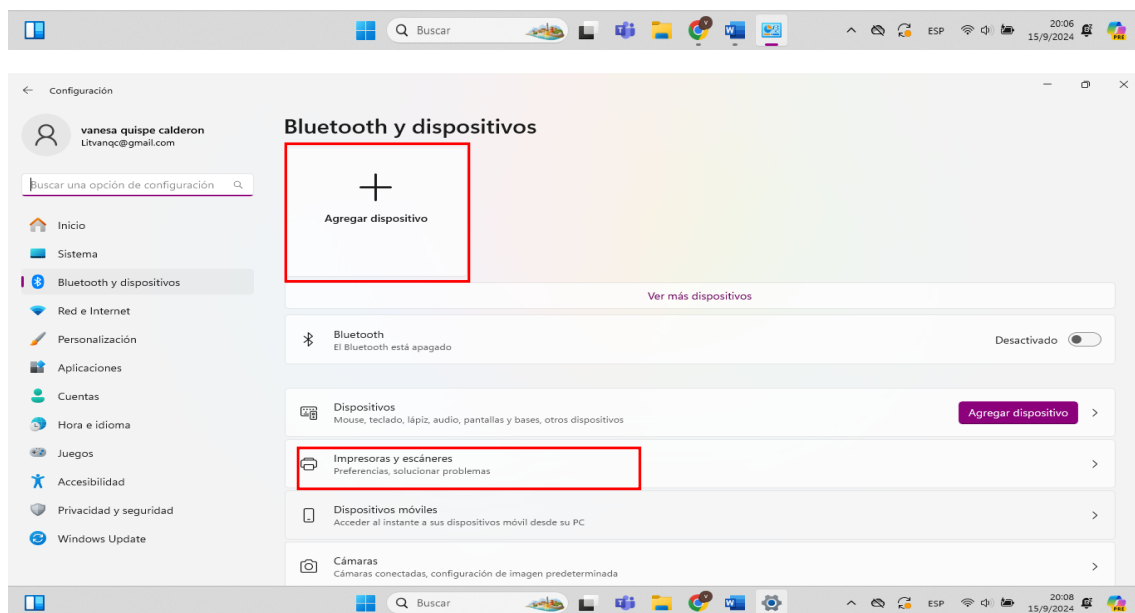 Buscar
ESP
20:06
15/9/2024
PRE
Configuración
vanesa quispe calderon
Litvanqc@gmail.com
Buscar una opción de configuración
Inicio
Sistema
Bluetooth y dispositivos
Red e Internet
Personalización
Aplicaciones
Cuentas
Hora e idioma
Juegos
Accesibilidad
Privacidad y seguridad
Windows Update
Bluetooth y dispositivos
Agregar dispositivo
Ver más dispositivos
Bluetooth
El Bluetooth está apagado
Desactivado
Dispositivos
Mouse, teclado, lápiz, audio, pantallas y bases, otros dispositivos
Agregar dispositivo
Impresoras y escáneres
Preferencias, solucionar problemas
Dispositivos móviles
Acceder al instante a sus dispositivos móvil desde su PC
Cámaras
Cámaras conectadas, configuración de imagen predeterminada
Buscar
ESP
20:08
15/9/2024
PRE